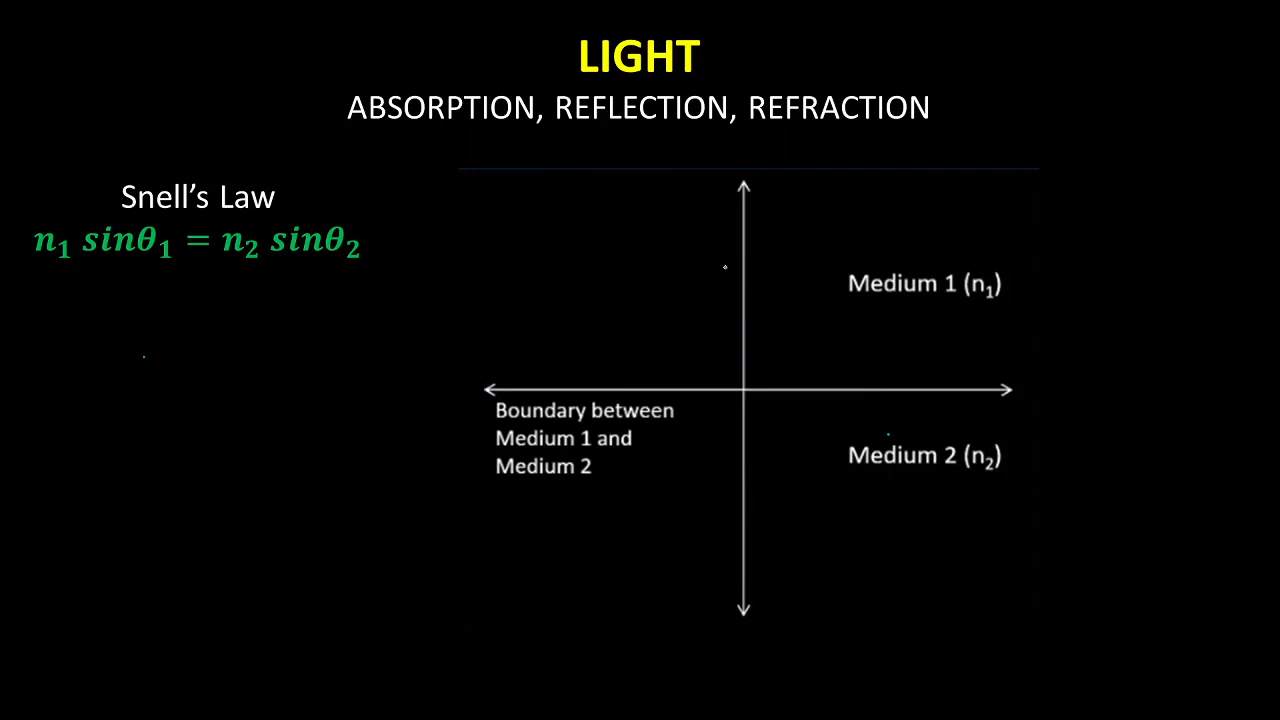 LIGHT
ABSORPTION, REFLECTION, REFRACTION
Snell’s Law
n₁ sinθ₁ = n₂ sinθ₂
Medium 1 (n₁)
Boundary between
Medium 1 and
Medium 2
Medium 2 (n₂)